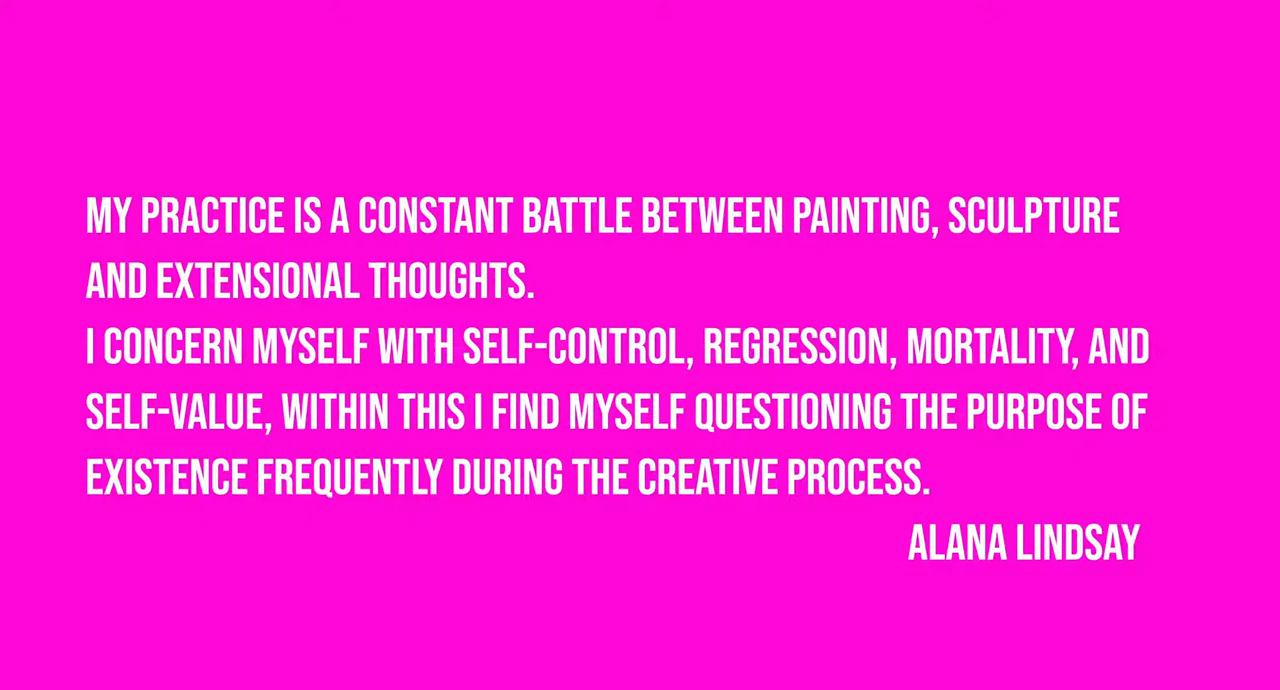 MY PRACTICE IS A CONSTANT BATTLE BETWEEN PAINTING, SCULPTURE
AND EXTENSIONAL THOUGHTS.
I CONCERN MYSELF WITH SELF-CONTROL, REGRESSION, MORTALITY, AND
SELF-VALUE, WITHIN THIS I FIND MYSELF QUESTIONING THE PURPOSE OF
EXISTENCE FREQUENTLY DURING THE CREATIVE PROCESS.
ALANA LINDSAY